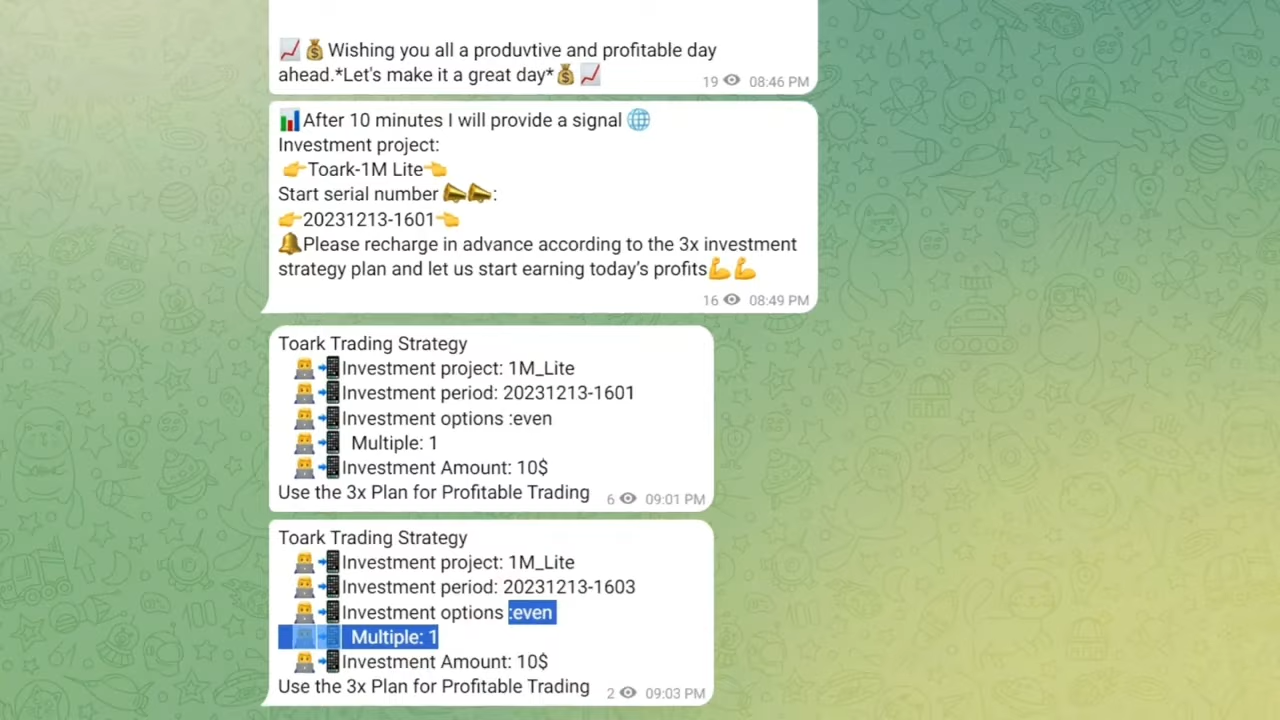 📈💰Wishing you all a produvtive and profitable day
ahead.*Let's make it a great day*💰📈
19 08:46 PM
📊After 10 minutes I will provide a signal🌐
Investment project:
👉Toark-1M Lite👈
Start serial number 📣📣:
👉20231213-1601👈
🔔Please recharge in advance according to the 3x investment
strategy plan and let us start earning today's profits💪💪
16 08:49 PM
Toark Trading Strategy
👨‍💻📲Investment project: 1M_Lite
👨‍💻📲Investment period: 20231213-1601
👨‍💻📲Investment options :even
👨‍💻📲 Multiple: 1
👨‍💻📲Investment Amount: 10$
Use the 3x Plan for Profitable Trading
6 09:01 PM
Toark Trading Strategy
👨‍💻📲Investment project: 1M_Lite
👨‍💻📲Investment period: 20231213-1603
👨‍💻📲Investment options :even
👨‍💻📲 Multiple: 1
👨‍💻📲Investment Amount: 10$
Use the 3x Plan for Profitable Trading
2 09:03 PM